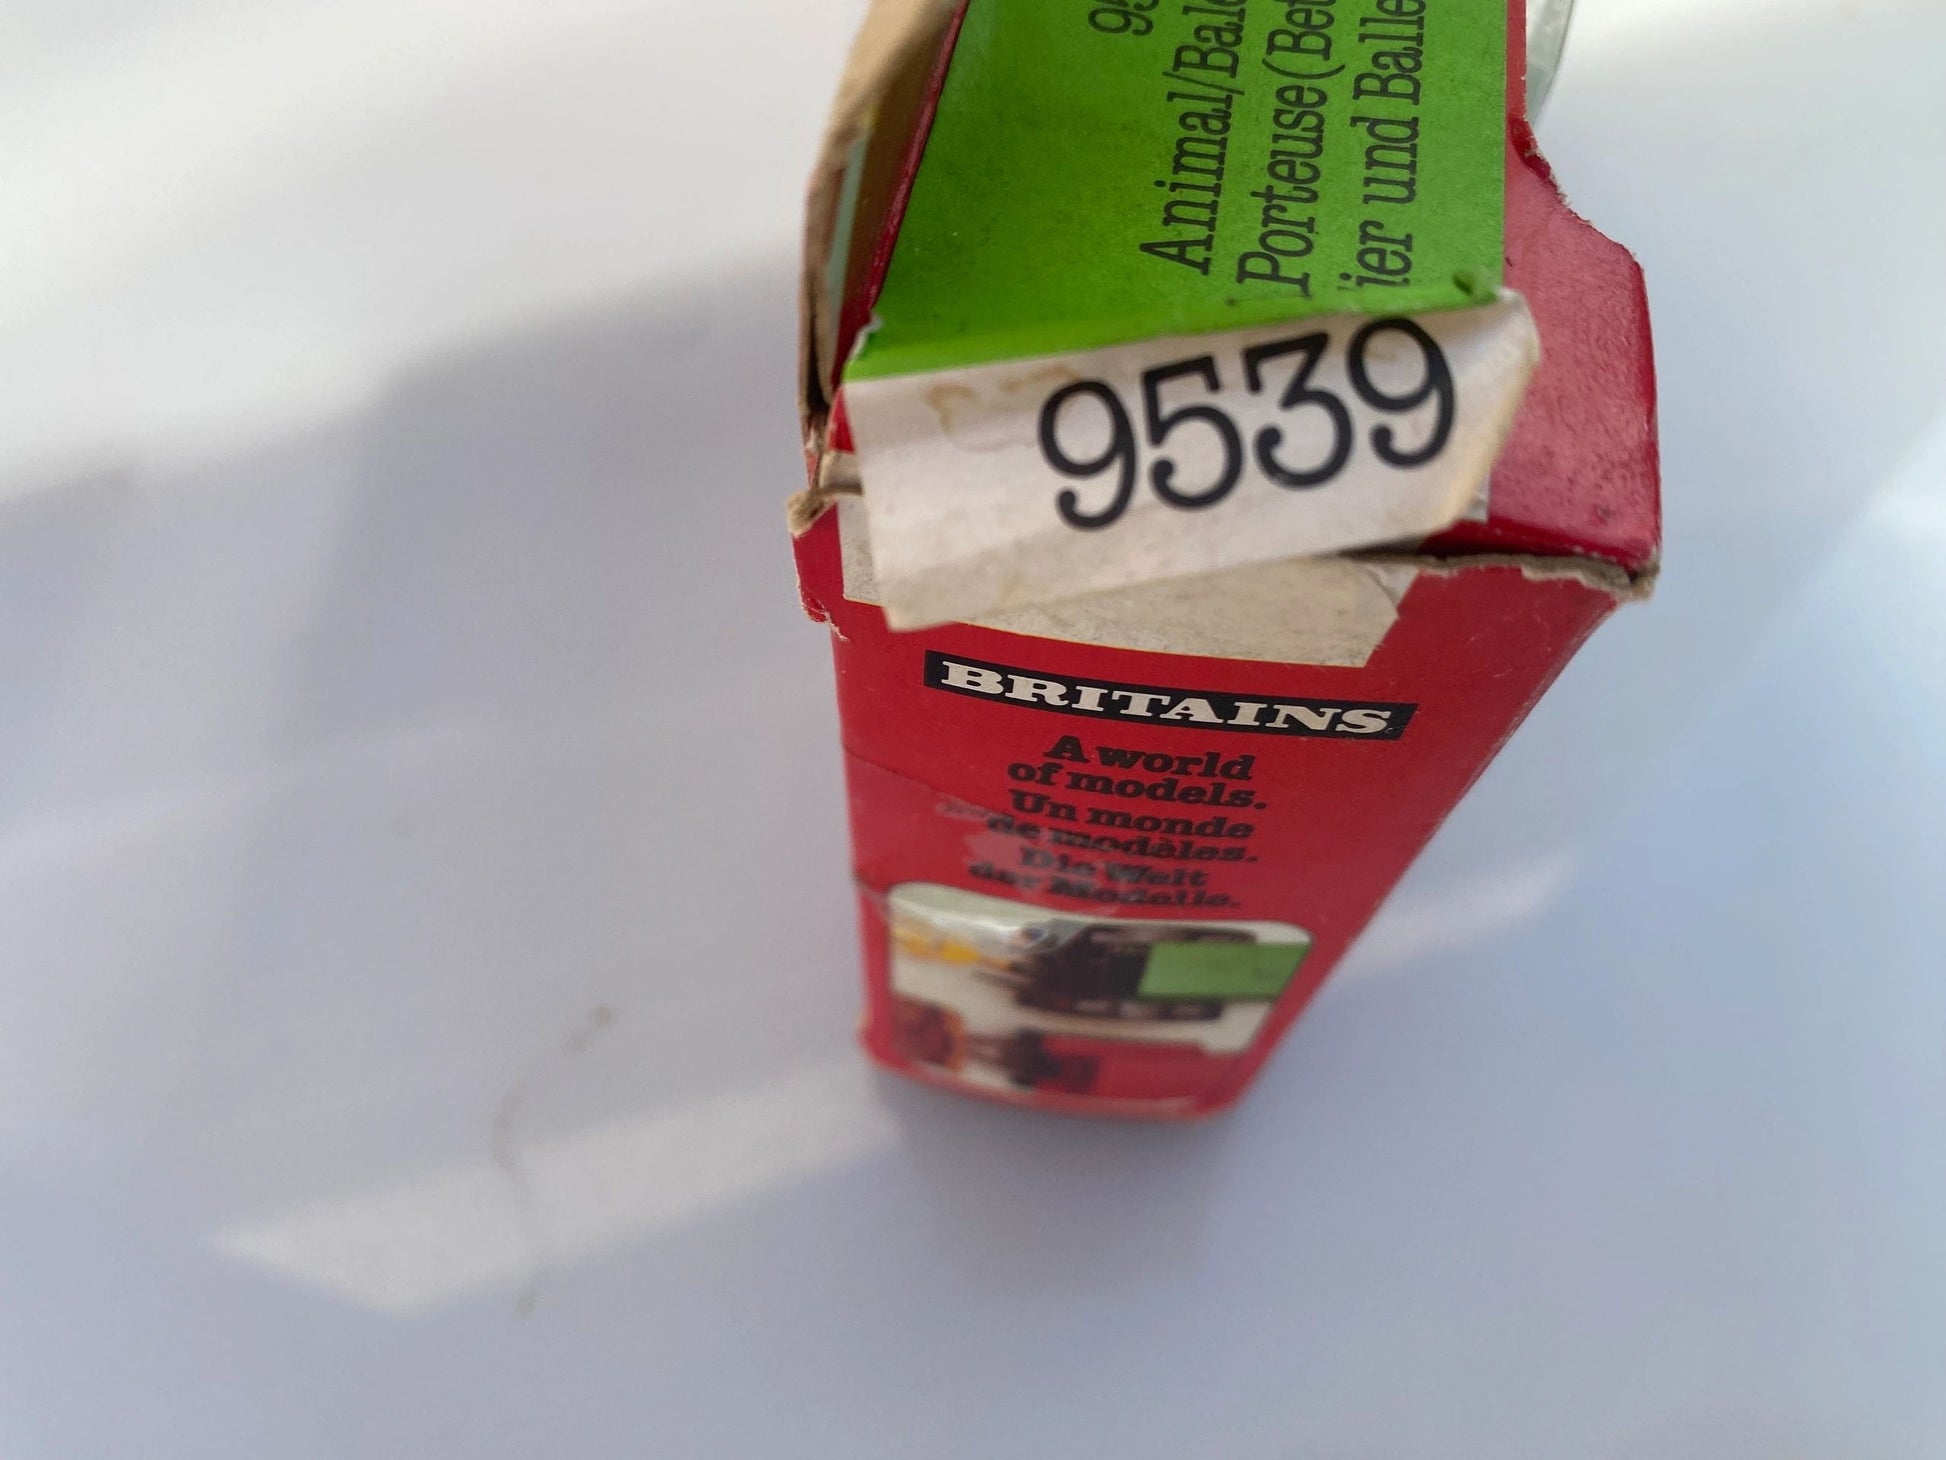 95
Animal/Bale
Porteuse (Bet
ier und Balle
9539
BRITAINS
A world
of models.
Un monde
de modèles.
Die Welt
der Modelle.